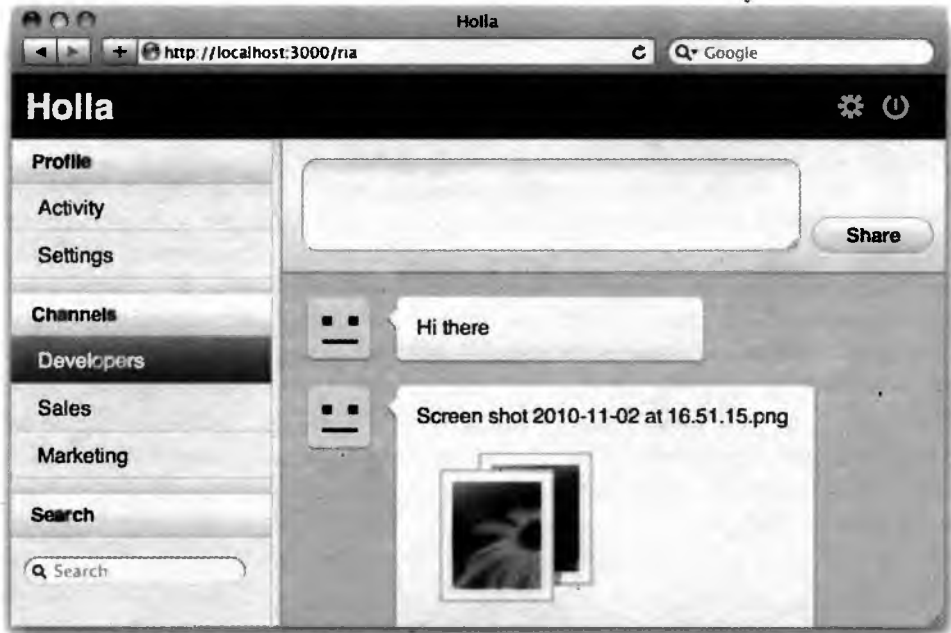 Holla
http://localhost:3000/ria
Google
Holla
Profile
Activity
Settings
Channels
Developers
Sales
Marketing
Search
Search
Share
Hi there
Screen shot 2010-11-02 at 16.51.15.png